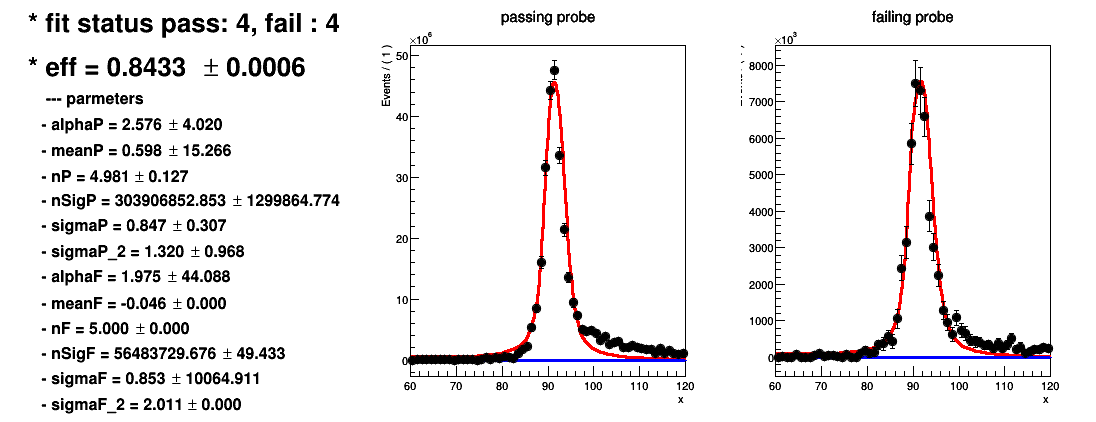 * fit status pass: 4, fail : 4
* eff = 0.8433 ± 0.0006
--- parmeters
- alphaP = 2.576 ± 4.020
- meanP = 0.598 ± 15.266
- nP = 4.981 ± 0.127
- nSigP = 303906852.853 ± 1299864.774
- sigmaP = 0.847 ± 0.307
- sigmaP_2 = 1.320 ± 0.968
- alphaF = 1.975 ± 44.088
- meanF = -0.046 ± 0.000
- nF = 5.000 ± 0.000
- nSigF = 56483729.676 ± 49.433
- sigmaF = 0.853 ± 10064.911
- sigmaF_2 = 2.011 ± 0.000
passing probe
×10⁶
Events / ( 1 )
50
40
30
20
10
0
60 70 80 90 100 110 120
x
failing probe
×10³
8000
7000
6000
5000
4000
3000
2000
1000
0
60 70 80 90 100 110 120
x